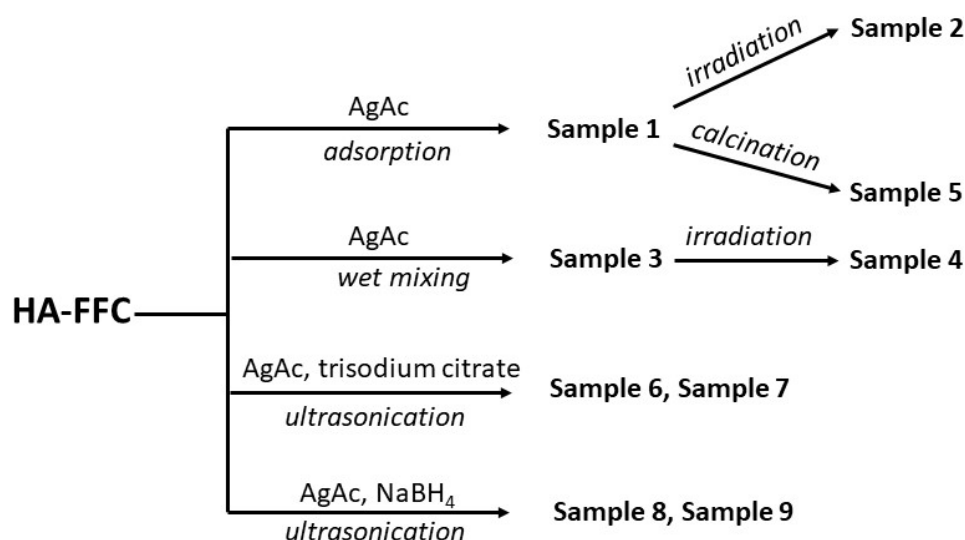 irradiation
Sample 2
AgAc
adsorption
Sample 1
calcination
Sample 5
AgAc
wet mixing
Sample 3
irradiation
Sample 4
HA-FFC
AgAc, trisodium citrate
ultrasonication
Sample 6, Sample 7
AgAc, NaBH₄
ultrasonication
Sample 8, Sample 9